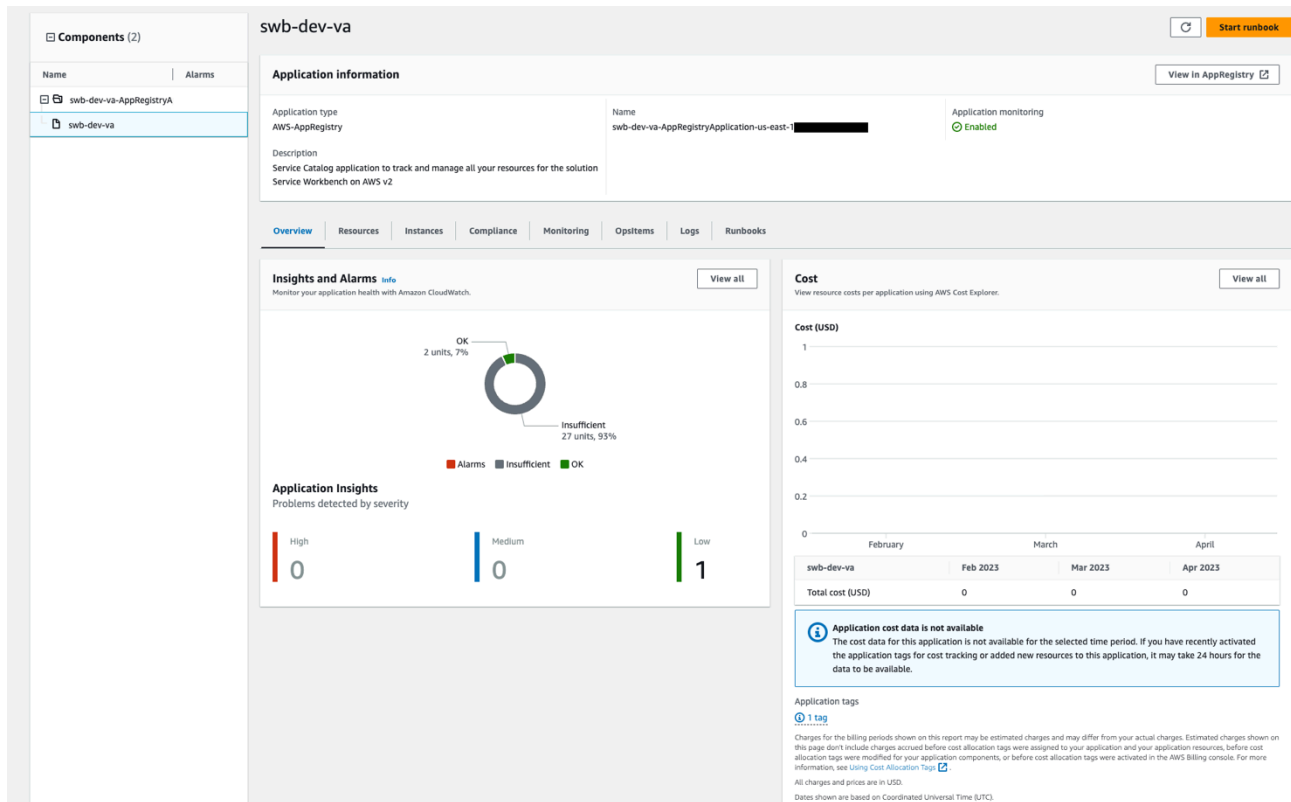 Components (2)
Name
Alarms
swb-dev-va-AppRegistryA
swb-dev-va
swb-dev-va
Start runbook
Application information
View in AppRegistry
Application type
AWS-AppRegistry
Name
swb-dev-va-AppRegistryApplication-us-east-1
Application monitoring
Enabled
Description
Service Catalog application to track and manage all your resources for the solution
Service Workbench on AWS v2
Overview
Resources
Instances
Compliance
Monitoring
OpsItems
Logs
Runbooks
Insights and Alarms Info
Monitor your application health with Amazon CloudWatch.
View all
OK
2 units, 7%
Insufficient
27 units, 93%
Alarms
Insufficient
OK
Application Insights
Problems detected by severity
High
0
Medium
0
Low
1
Cost
View resource costs per application using AWS Cost Explorer.
View all
Cost (USD)
1
0.8
0.6
0.4
0.2
0
February
March
April
swb-dev-va
Feb 2023
Mar 2023
Apr 2023
Total cost (USD)
0
0
0
Application cost data is not available
The cost data for this application is not available for the selected time period. If you have recently activated
the application tags for cost tracking or added new resources to this application, it may take 24 hours for the
data to be available.
Application tags
1 tag
Charges for the billing periods shown on this report may be estimated charges and may differ from your actual charges. Estimated charges shown on
this page don't include charges accrued before cost allocation tags were assigned to your application and your application resources, before cost
allocation tags were modified for your application components, or before cost allocation tags were activated in the AWS Billing console. For more
information, see Using Cost Allocation Tags .
All charges and prices are in USD.
Dates shown are based on Coordinated Universal Time (UTC).